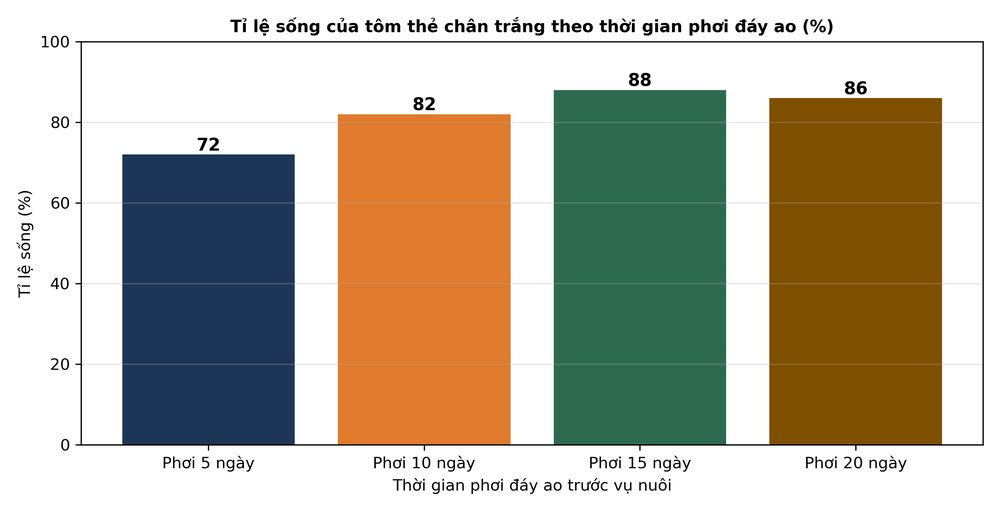 Tỉ lệ sống của tôm thẻ chân trắng theo thời gian phơi đáy ao (%)
Tỉ lệ sống (%)
100
80
60
40
20
0
72
82
88
86
Phơi 5 ngày
Phơi 10 ngày
Phơi 15 ngày
Phơi 20 ngày
Thời gian phơi đáy ao trước vụ nuôi